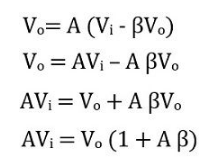 Vₒ= A (Vᵢ - βVₒ)
Vₒ = AVᵢ – A βVₒ
AVᵢ = Vₒ + A βVₒ
AVᵢ = Vₒ (1 + A β)